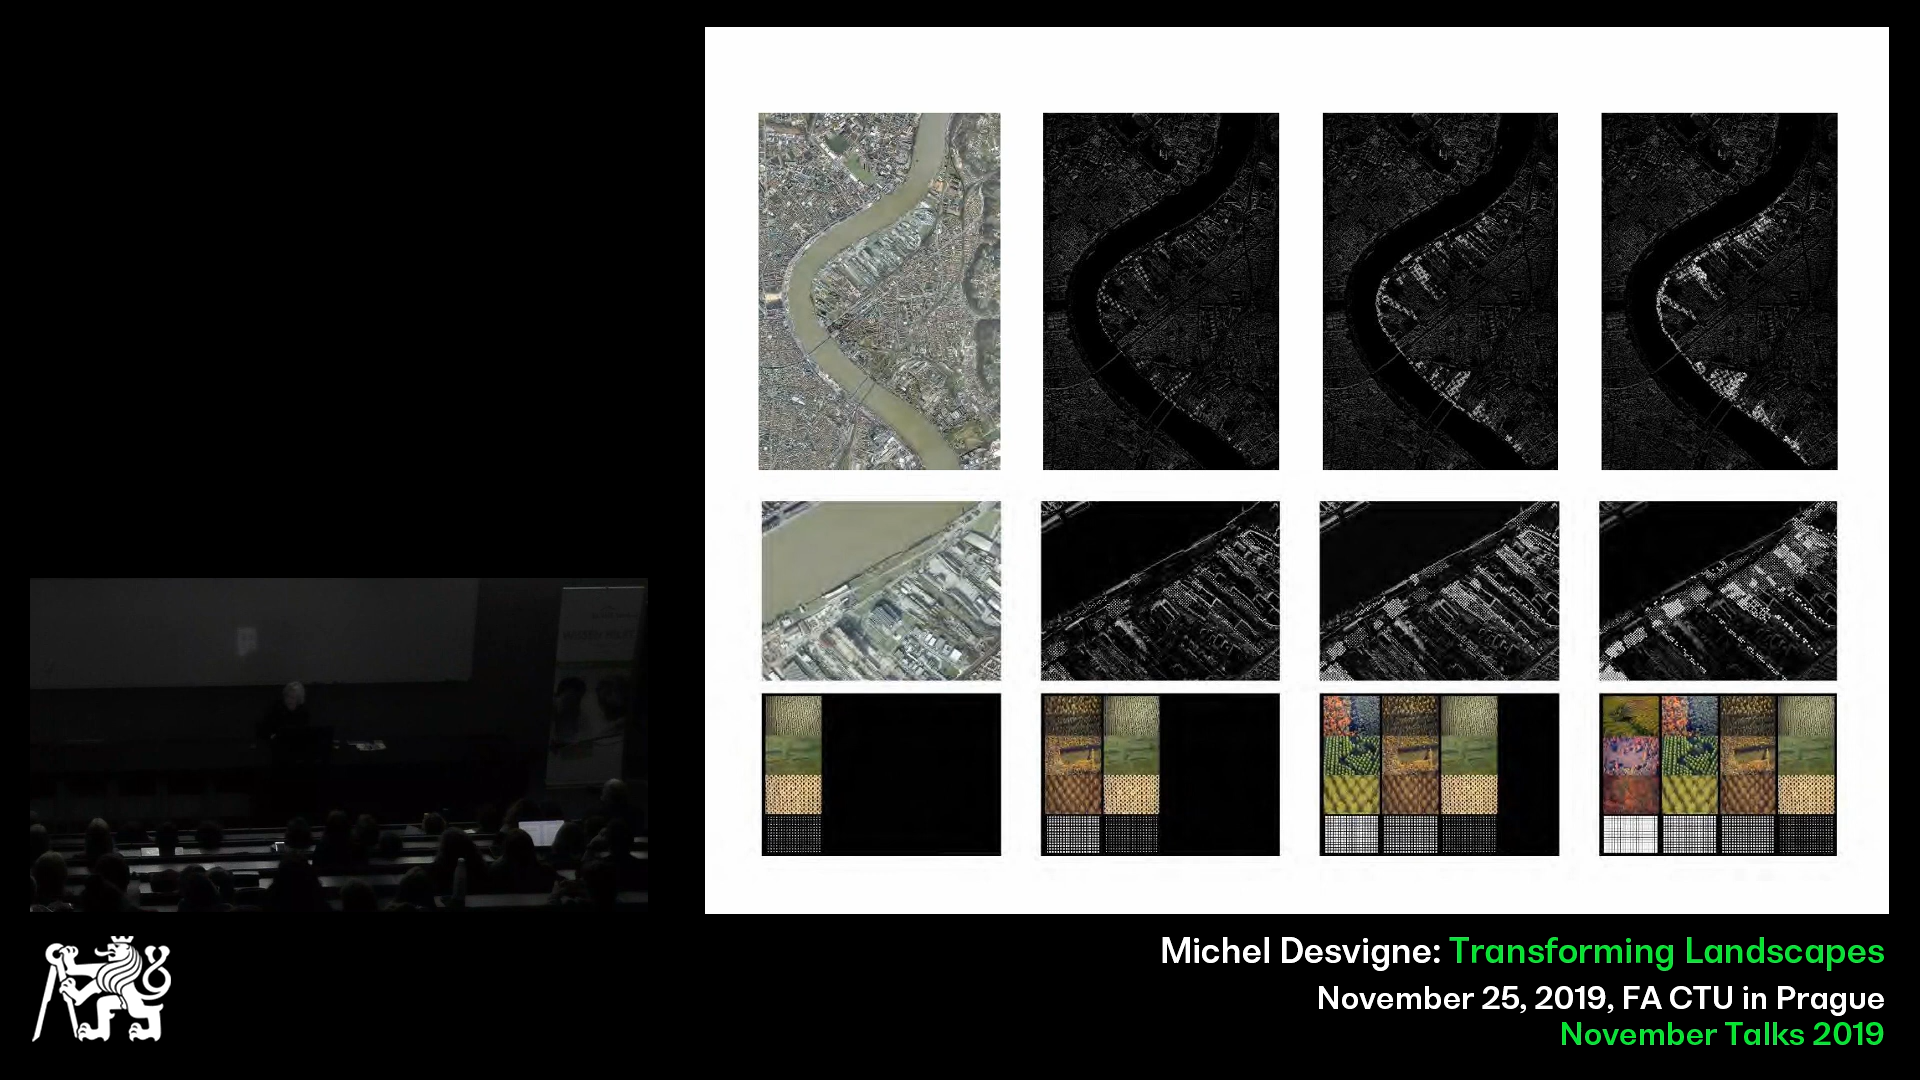 Michel Desvigne: Transforming Landscapes
November 25, 2019, FA CTU in Prague
November Talks 2019